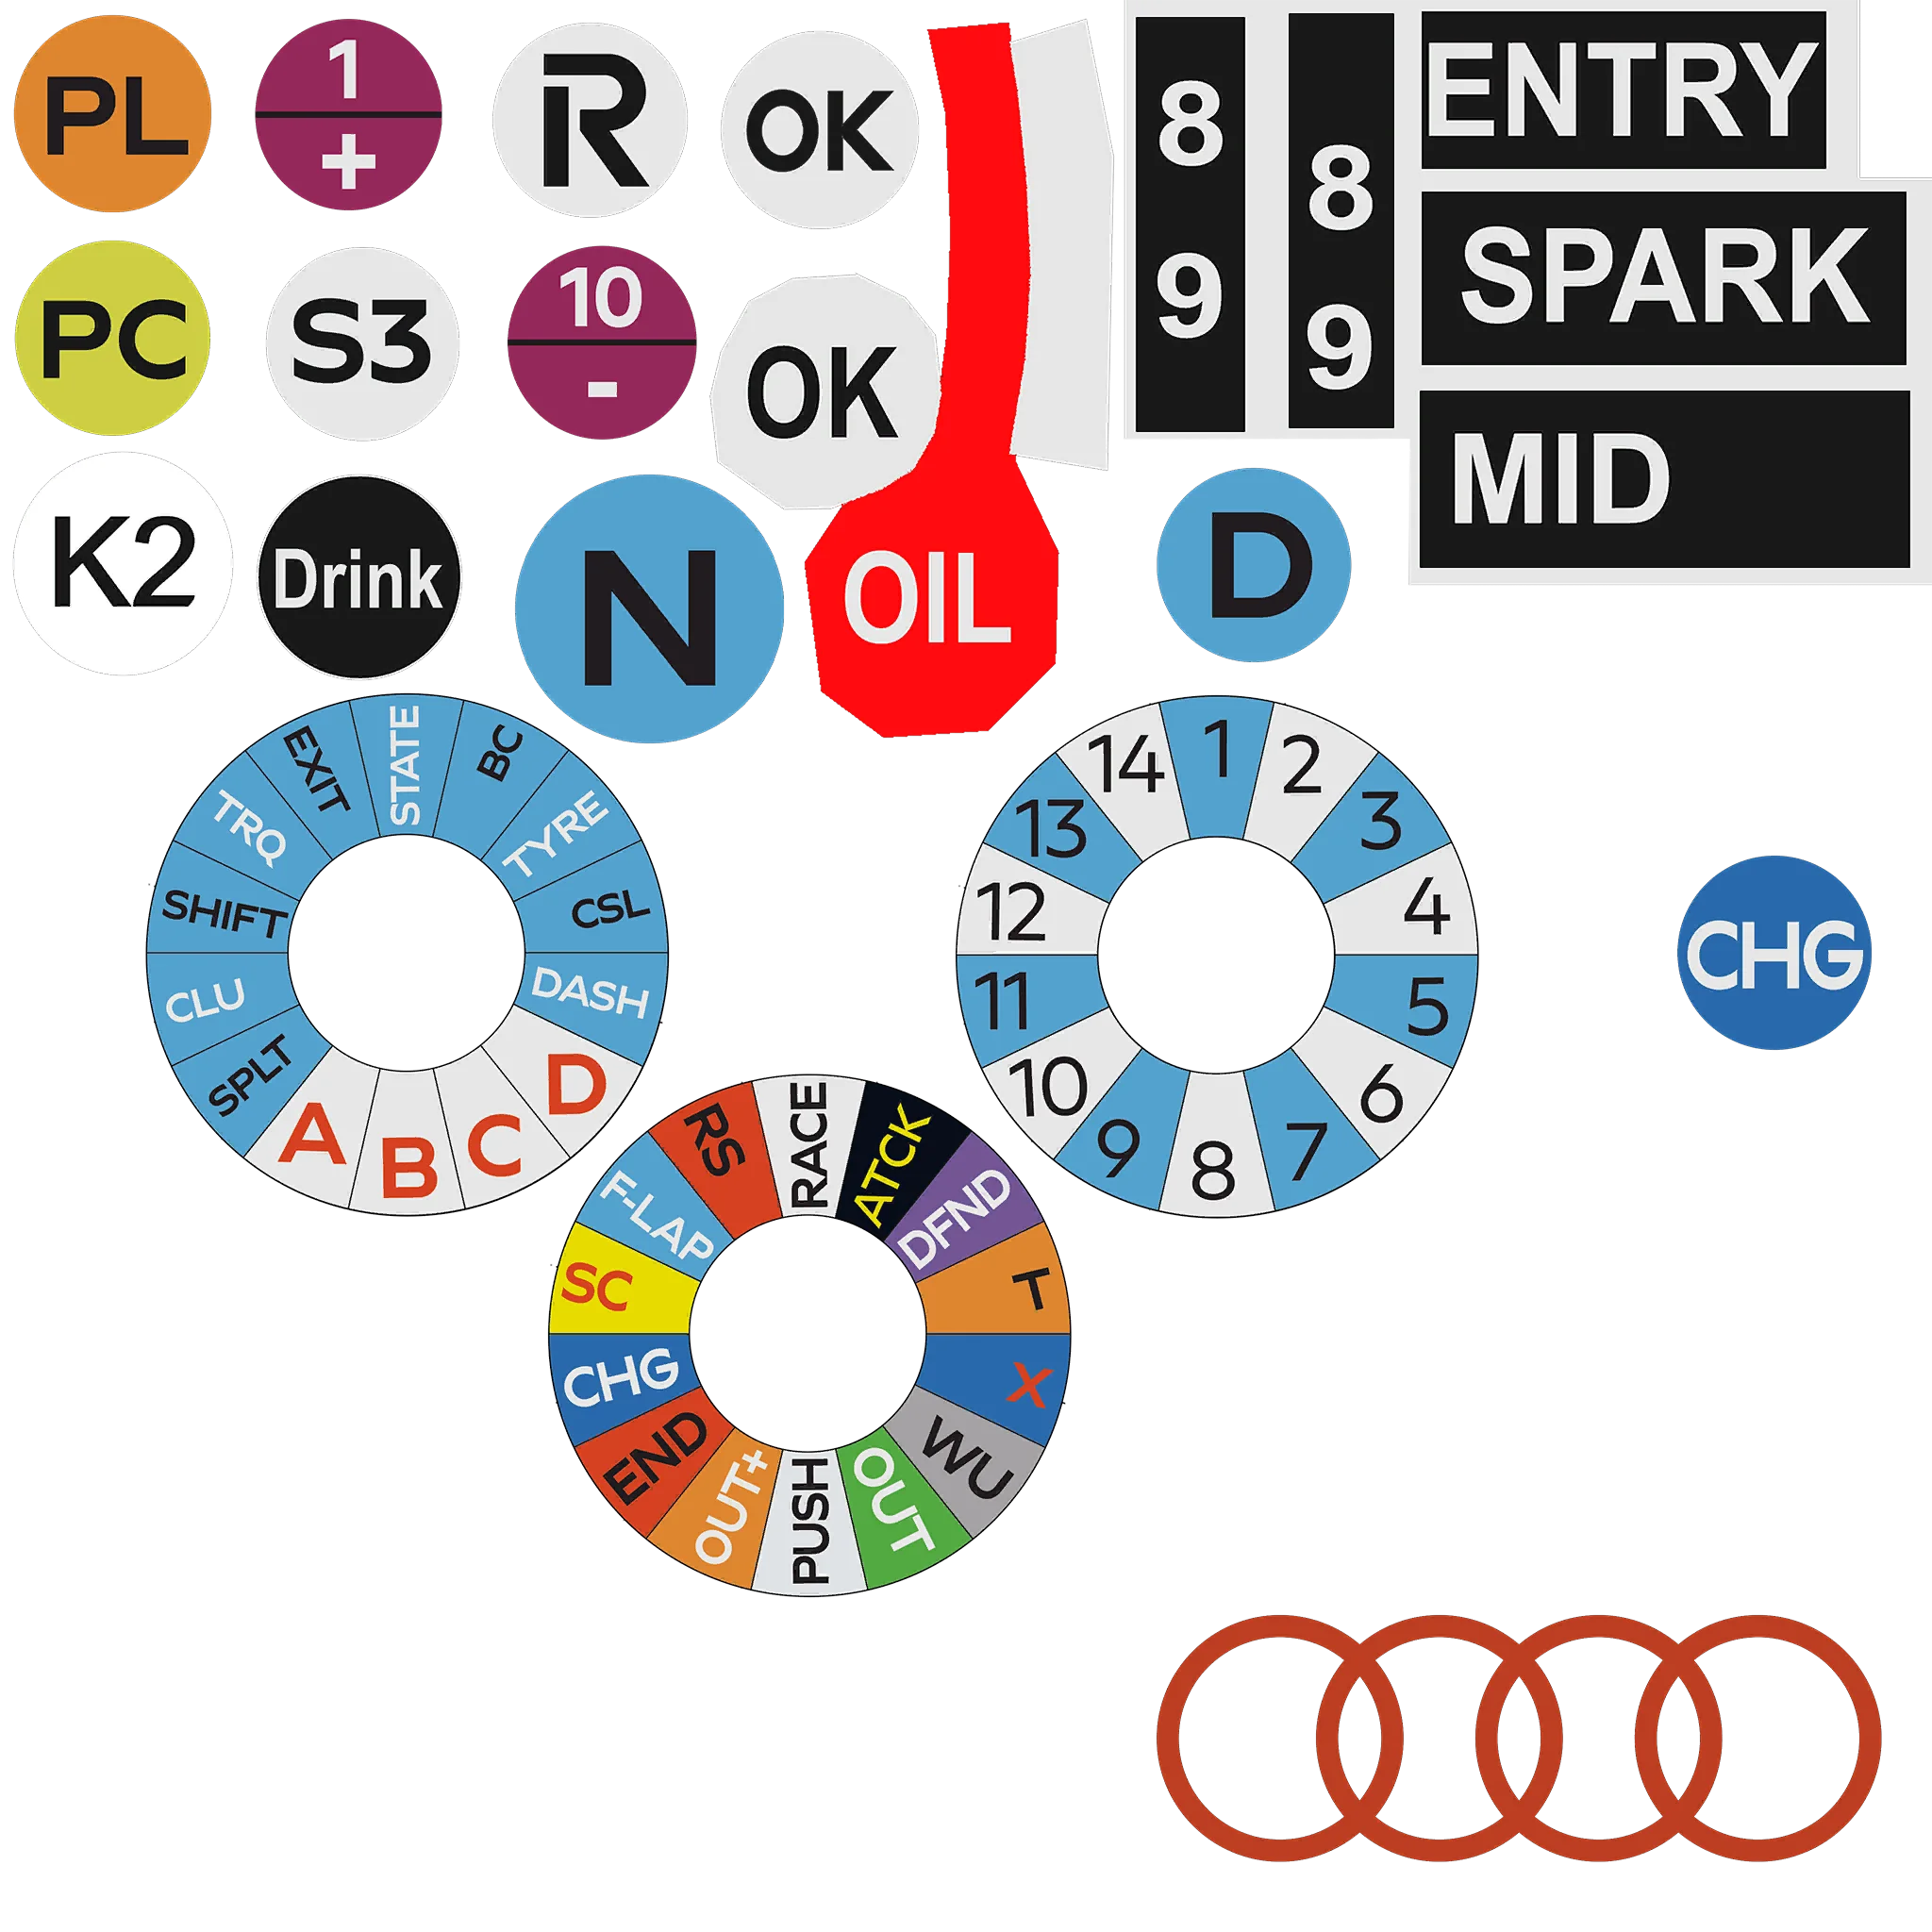 PL
1
+
R
OK
8
9
8
9
ENTRY
SPARK
MID
PC
S3
10
-
OK
K2
Drink
N
OIL
D
STATE
BC
TYRE
CSL
DASH
D
C
B
A
SPLT
CLU
SHIFT
TRQ
EXIT
1
2
3
4
5
6
7
8
9
10
11
12
13
14
CHG
RACE
ATCK
DFND
T
X
WU
OUT
PUSH
OUT+
END
CHG
SC
F-LAP
RS